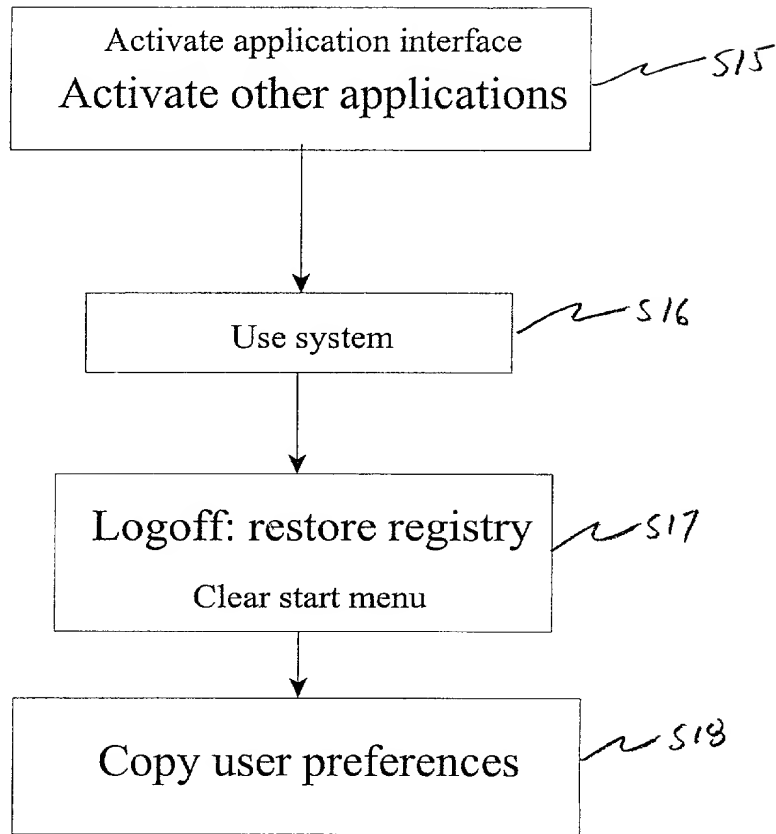 Activate application interface
Activate other applications
S15
Use system
S16
Logoff: restore registry
S17
Clear start menu
Copy user preferences
S18